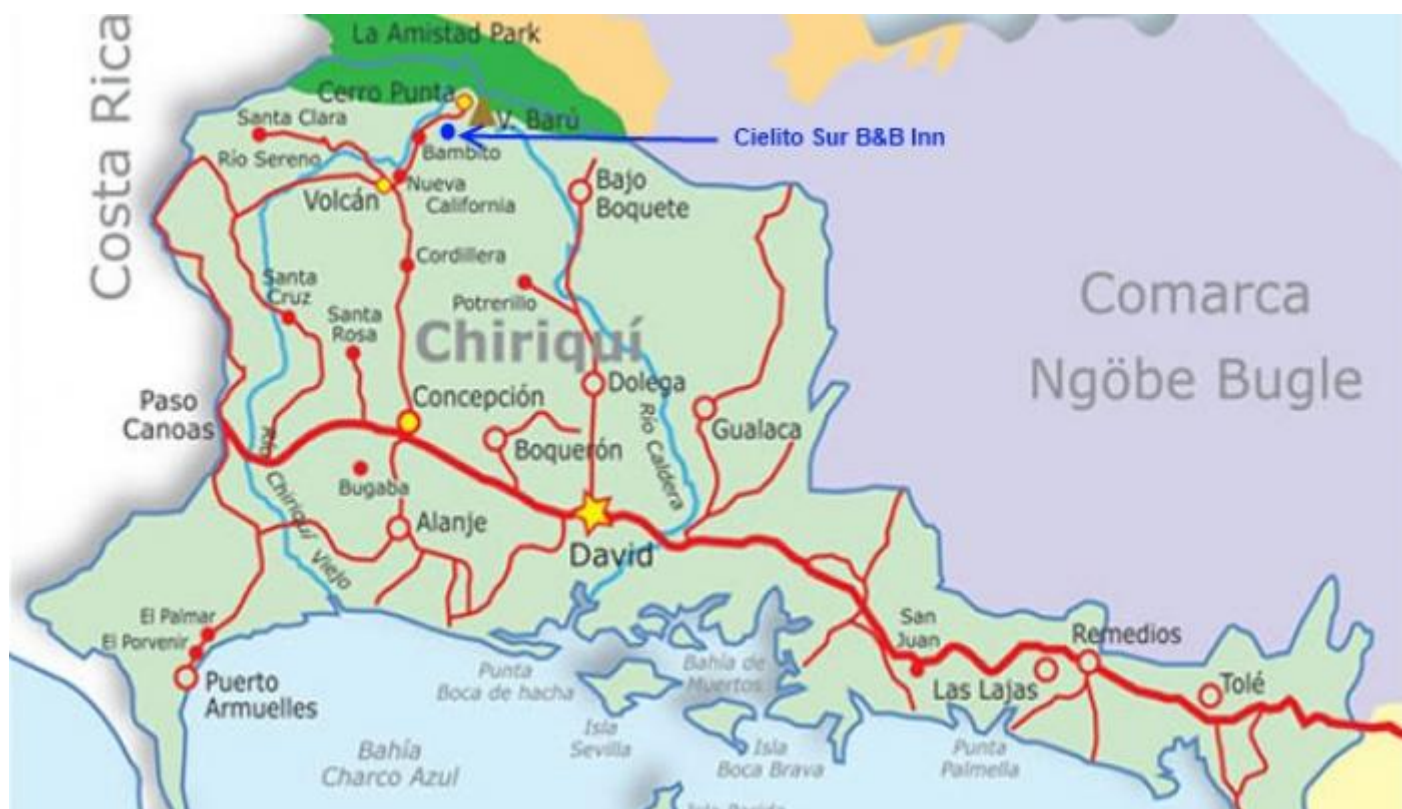 La Amistad Park
Costa Rica
Cerro Punta
Santa Clara
V. Barú
Cielito Sur B&B Inn
Río Sereno
Bambito
Nueva
California
Volcán
Bajo
Boquete
Cordillera
Santa
Cruz
Potrerillo
Comarca
Ngöbe Bugle
Santa
Rosa
Chiriquí
Dolega
Paso
Canoas
Concepción
Río Caldera
Gualaca
Boquerón
Río Chiriquí Viejo
Bugaba
Alanje
David
El Palmar
El Porvenir
San
Juan
Remedios
Puerto
Armuelles
Punta
Boca de hacha
Bahía de
Muertos
Las Lajas
Tolé
Isla
Sevilla
Isla
Boca Brava
Punta
Palmella
Bahía
Charco Azul